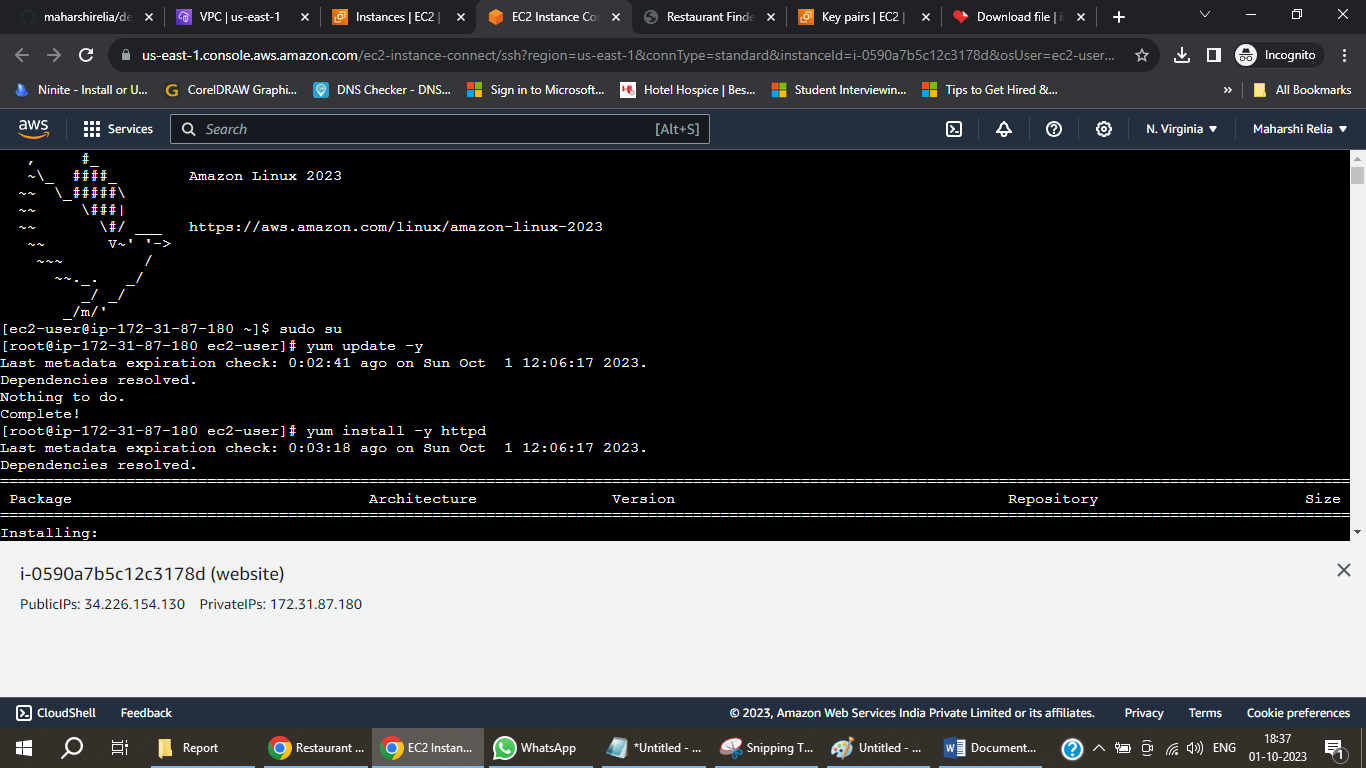 maharshirelia/de
VPC | us-east-1
Instances | EC2 |
EC2 Instance Co
Restaurant Finde
Key pairs | EC2 |
Download file | i
us-east-1.console.aws.amazon.com/ec2-instance-connect/ssh?region=us-east-1&connType=standard&instanceId=i-0590a7b5c12c3178d&osUser=ec2-user...
Incognito
Ninite - Install or U...
CorelDRAW Graphi...
DNS Checker - DNS...
Sign in to Microsoft...
Hotel Hospice | Bes...
Student Interviewin...
Tips to Get Hired &...
»
All Bookmarks
aws
Services
Search
[Alt+S]
N. Virginia
Maharshi Relia
   ,     #_
   ~\_  ####_        Amazon Linux 2023
  ~~  \_#####\
  ~~     \###|
  ~~       \#/ ___   https://aws.amazon.com/linux/amazon-linux-2023
   ~~       V~' '->
    ~~~         /
      ~~._.   _/
         _/ _/
       _/m/'
[ec2-user@ip-172-31-87-180 ~]$ sudo su
[root@ip-172-31-87-180 ec2-user]# yum update -y
Last metadata expiration check: 0:02:41 ago on Sun Oct  1 12:06:17 2023.
Dependencies resolved.
Nothing to do.
Complete!
[root@ip-172-31-87-180 ec2-user]# yum install -y httpd
Last metadata expiration check: 0:03:18 ago on Sun Oct  1 12:06:17 2023.
Dependencies resolved.
================================================================================
 Package Architecture Version Repository Size
================================================================================
Installing:
i-0590a7b5c12c3178d (website)
PublicIPs: 34.226.154.130 PrivateIPs: 172.31.87.180
CloudShell
Feedback
© 2023, Amazon Web Services India Private Limited or its affiliates.
Privacy
Terms
Cookie preferences
Report
Restaurant ...
EC2 Instan...
WhatsApp
*Untitled - ...
Snipping T...
Untitled - ...
Document...
ENG
18:37
01-10-2023
1